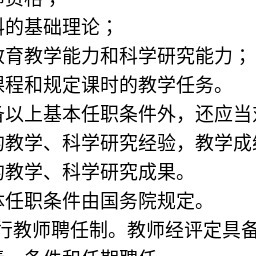 科的基础理论；
教育教学能力和科学研究能力；
课程和规定课时的教学任务。
备以上基本任职条件外，还应当
的教学、科学研究经验，教学成
的教学、科学研究成果。
本任职条件由国务院规定。
行教师聘任制。教师经评定具备